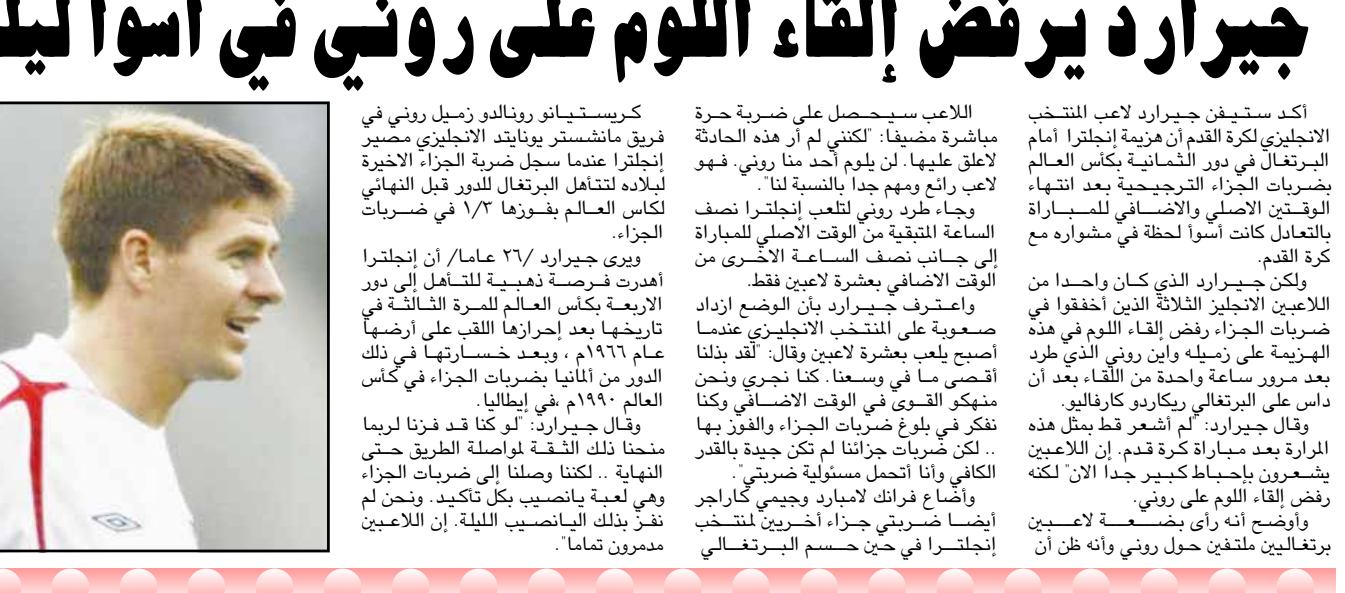 جيرارد يرفض إلقاء اللوم على روني في أسوأ ليلة
أكد ستيفن جيرارد لاعب المنتخب
الانجليزي لكرة القدم أن هزيمة إنجلترا أمام
البرتغال في دور الثمانية بكأس العالم
بضربات الجزاء الترجيحية بعد انتهاء
الوقتين الاصلي والاضافي للمباراة
بالتعادل كانت أسوأ لحظة في مشواره مع
كرة القدم.
ولكن جيرارد الذي كان واحدا من
اللاعبين الانجليز الثلاثة الذين أخفقوا في
ضربات الجزاء رفض إلقاء اللوم في هذه
الهزيمة على زميله واين روني الذي طرد
بعد مرور ساعة واحدة من اللقاء بعد أن
داس على البرتغالي ريكاردو كارفاليو.
وقال جيرارد: "لم أشعر قط بمثل هذه
المرارة بعد مباراة كرة قدم. إن اللاعبين
يشعرون بإحباط كبير جدا الان" لكنه
رفض إلقاء اللوم على روني.
وأوضح أنه رأى بضعة لاعبين
برتغاليين ملتفين حول روني وأنه ظن أن
اللاعب سيحصل على ضربة حرة
مباشرة مضيفا: "لكنني لم أر هذه الحادثة
لاعلق عليها. لن يلوم أحد منا روني. فهو
لاعب رائع ومهم جدا بالنسبة لنا".
وجاء طرد روني لتلعب إنجلترا نصف
الساعة المتبقية من الوقت الاصلي للمباراة
إلى جانب نصف الساعة الاخرى من
الوقت الاضافي بعشرة لاعبين فقط.
واعترف جيرارد بأن الوضع ازداد
صعوبة على المنتخب الانجليزي عندما
أصبح يلعب بعشرة لاعبين وقال: "لقد بذلنا
أقصى ما في وسعنا. كنا نجري ونحن
منهكو القوى في الوقت الاضافي وكنا
نفكر في بلوغ ضربات الجزاء والفوز بها
.. لكن ضربات جزائنا لم تكن جيدة بالقدر
الكافي وأنا أتحمل مسئولية ضربتي".
وأضاع فرانك لامبارد وجيمي كاراجر
أيضا ضربتي جزاء أخريين لمنتخب
إنجلترا في حين حسم البرتغالي
كريستيانو رونالدو زميل روني في
فريق مانشستر يونايتد الانجليزي مصير
إنجلترا عندما سجل ضربة الجزاء الاخيرة
لبلاده لتتأهل البرتغال للدور قبل النهائي
لكاس العالم بفوزها ١/٣ في ضربات
الجزاء.
ويرى جيرارد /٢٦ عاما/ أن إنجلترا
أهدرت فرصة ذهبية للتأهل إلى دور
الاربعة بكأس العالم للمرة الثالثة في
تاريخها بعد إحرازها اللقب على أرضها
عام ١٩٦٦م ، وبعد خسارتها في ذلك
الدور من ألمانيا بضربات الجزاء في كأس
العالم ١٩٩٠م ،في إيطاليا.
وقال جيرارد: "لو كنا قد فزنا لربما
منحنا ذلك الثقة لمواصلة الطريق حتى
النهاية .. لكننا وصلنا إلى ضربات الجزاء
وهي لعبة يانصيب بكل تأكيد. ونحن لم
نفز بذلك اليانصيب الليلة. إن اللاعبين
مدمرون تماما".